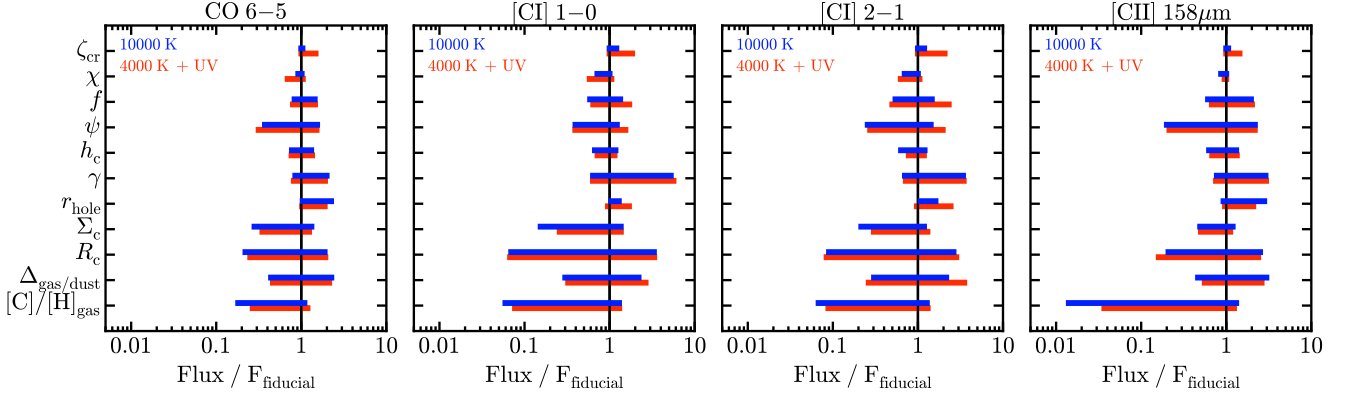 CO 6−5
[CI] 1−0
[CI] 2−1
[CII] 158μm
10000 K
4000 K + UV
10000 K
4000 K + UV
10000 K
4000 K + UV
10000 K
4000 K + UV
ζcr
χ
f
ψ
hc
γ
rhole
Σc
Rc
Δgas/dust
[C]/[H]gas
0.01 0.1 1 10
0.01 0.1 1 10
0.01 0.1 1 10
0.01 0.1 1 10
Flux / Ffiducial
Flux / Ffiducial
Flux / Ffiducial
Flux / Ffiducial